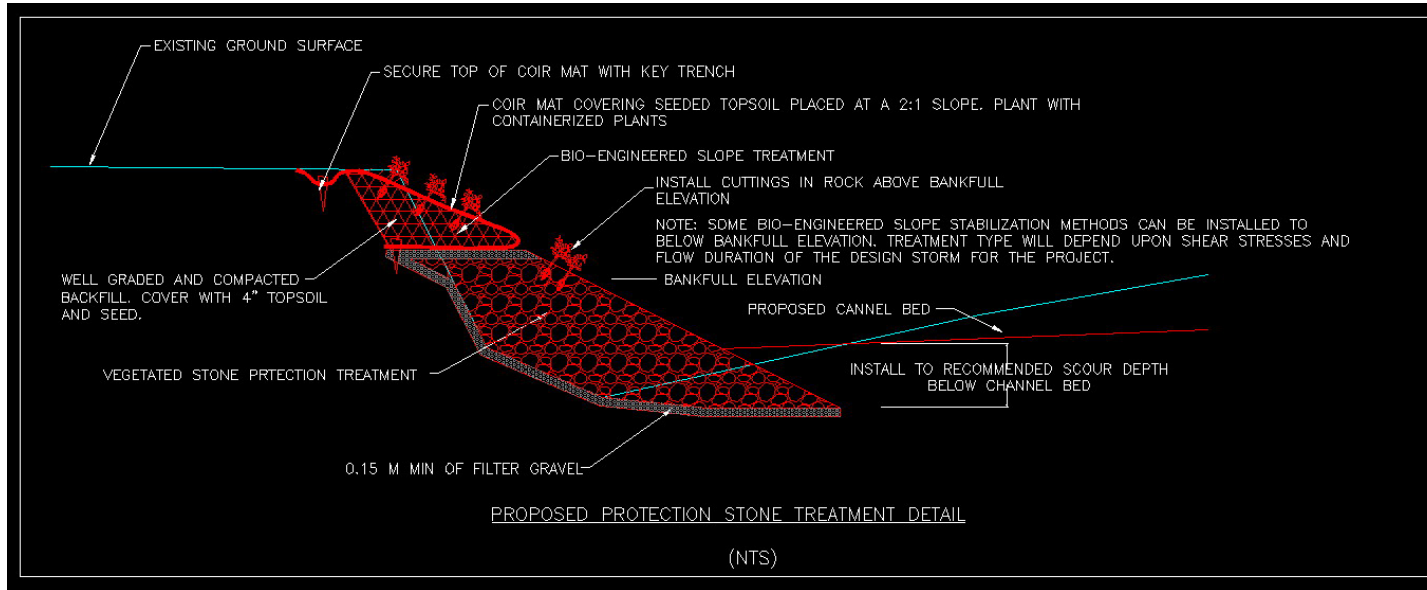 EXISTING GROUND SURFACE
SECURE TOP OF COIR MAT WITH KEY TRENCH
COIR MAT COVERING SEEDED TOPSOIL PLACED AT A 2:1 SLOPE. PLANT WITH
CONTAINERIZED PLANTS
BIO-ENGINEERED SLOPE TREATMENT
INSTALL CUTTINGS IN ROCK ABOVE BANKFULL
ELEVATION
NOTE: SOME BIO-ENGINEERED SLOPE STABILIZATION METHODS CAN BE INSTALLED TO
BELOW BANKFULL ELEVATION. TREATMENT TYPE WILL DEPEND UPON SHEAR STRESSES AND
FLOW DURATION OF THE DESIGN STORM FOR THE PROJECT.
WELL GRADED AND COMPACTED
BACKFILL. COVER WITH 4" TOPSOIL
AND SEED.
BANKFULL ELEVATION
PROPOSED CANNEL BED
VEGETATED STONE PRTECTION TREATMENT
INSTALL TO RECOMMENDED SCOUR DEPTH
BELOW CHANNEL BED
0.15 M MIN OF FILTER GRAVEL
PROPOSED PROTECTION STONE TREATMENT DETAIL
(NTS)